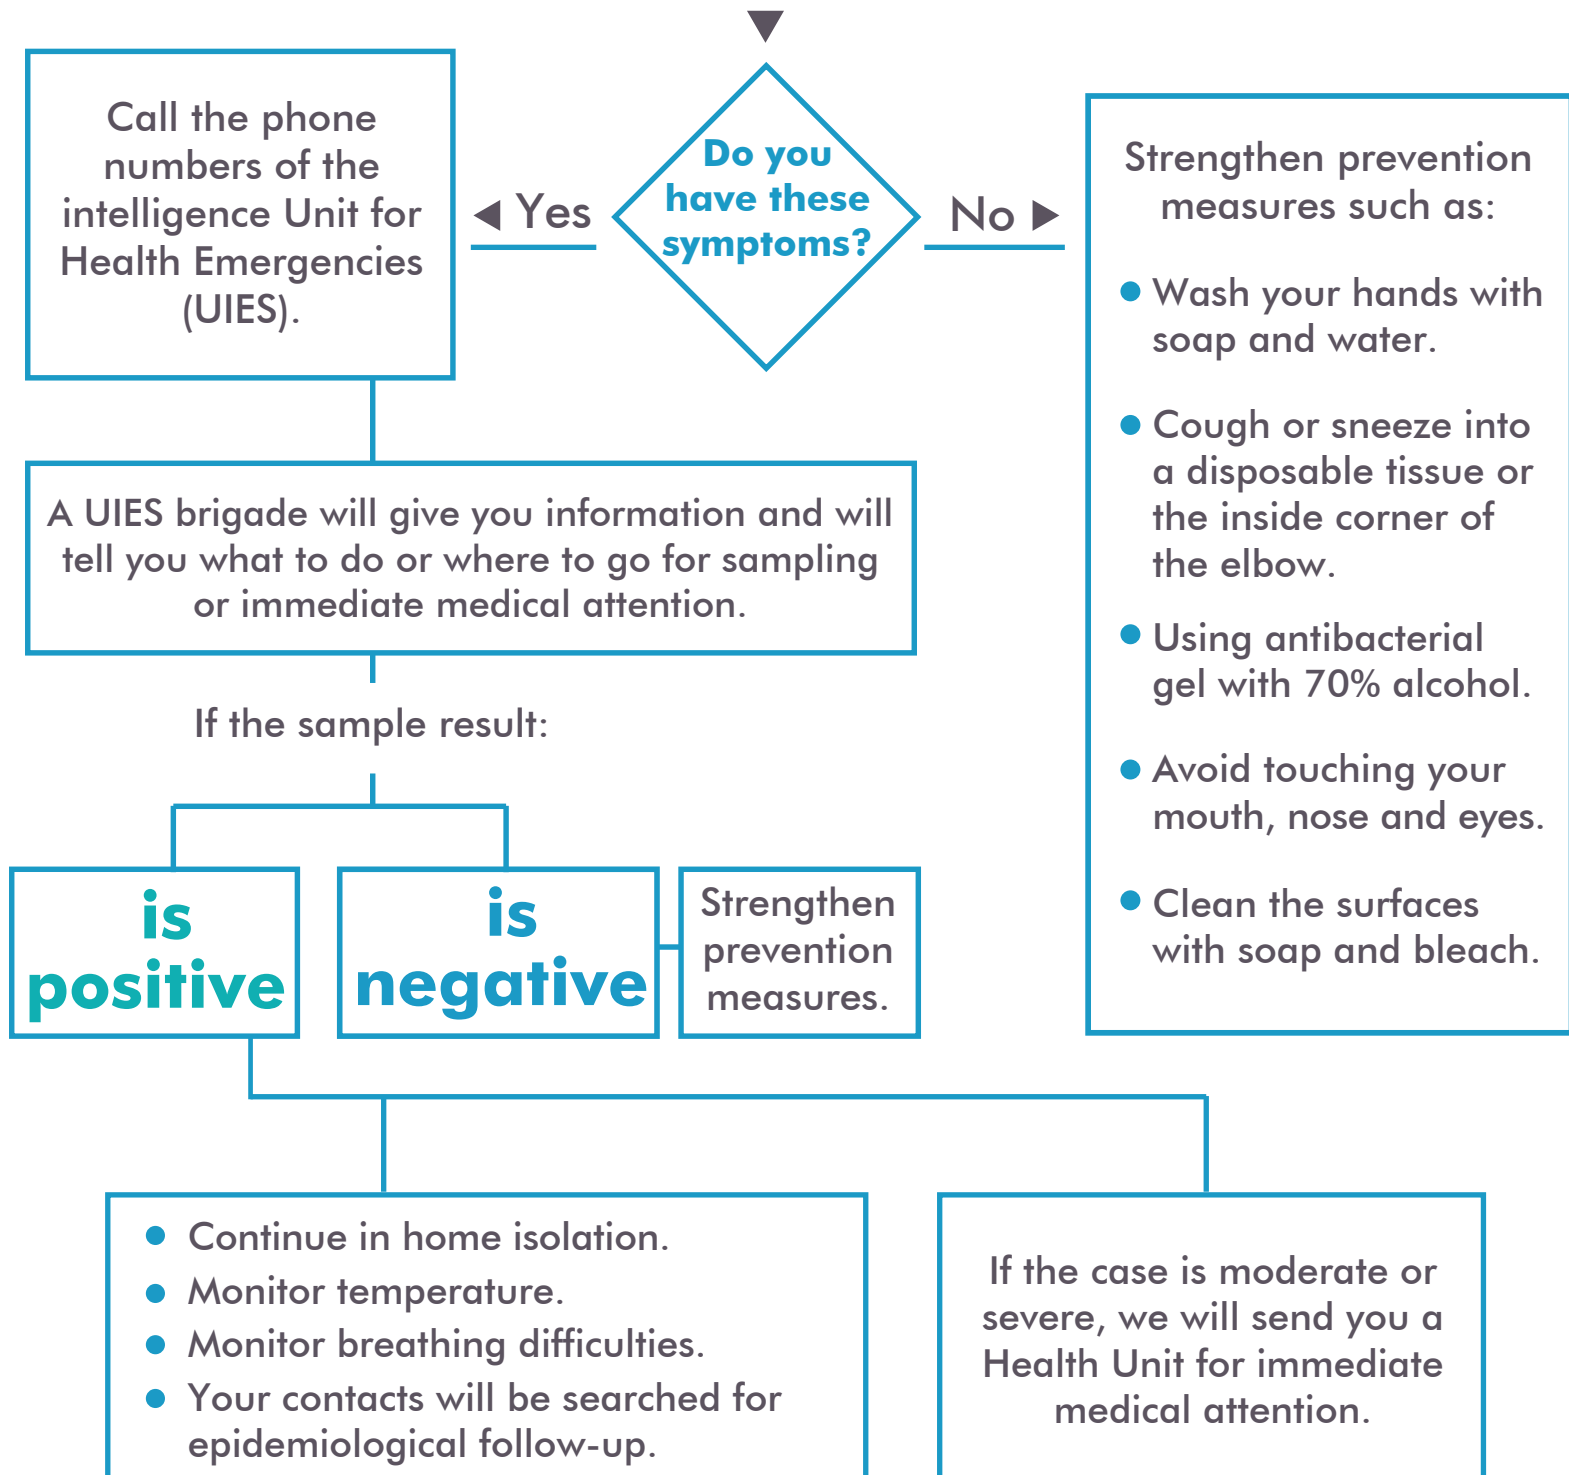 Do you
have these
symptoms?
Yes
No
Call the phone
numbers of the
intelligence Unit for
Health Emergencies
(UIES).
A UIES brigade will give you information and will
tell you what to do or where to go for sampling
or immediate medical attention.
If the sample result:
is
positive
is
negative
Strengthen
prevention
measures.
Continue in home isolation.
Monitor temperature.
Monitor breathing difficulties.
Your contacts will be searched for
epidemiological follow-up.
If the case is moderate or
severe, we will send you a
Health Unit for immediate
medical attention.
Strengthen prevention
measures such as:
Wash your hands with
soap and water.
Cough or sneeze into
a disposable tissue or
the inside corner of
the elbow.
Using antibacterial
gel with 70% alcohol.
Avoid touching your
mouth, nose and eyes.
Clean the surfaces
with soap and bleach.